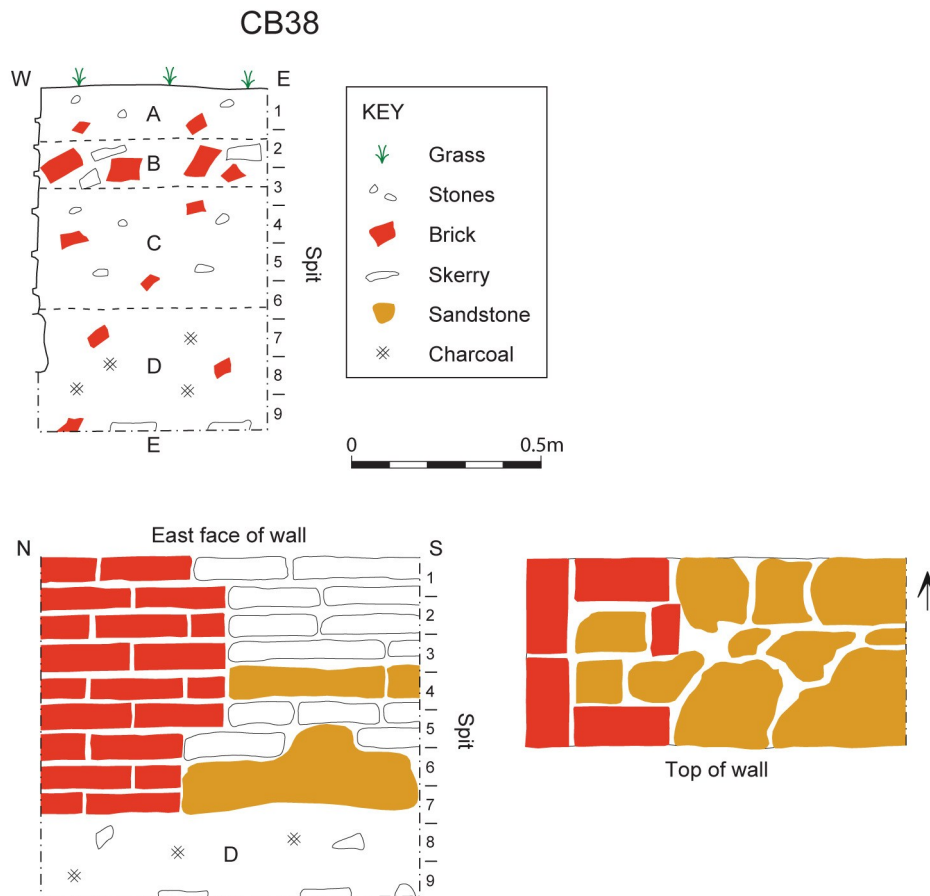 CB38
W E
A
B
C
D
E
1
2
3
4
5
6
7
8
9
Spit
KEY
Grass
Stones
Brick
Skerry
Sandstone
Charcoal
0 0.5m
East face of wall
N S
1
2
3
4
5
6
7
8
9
Spit
D
Top of wall